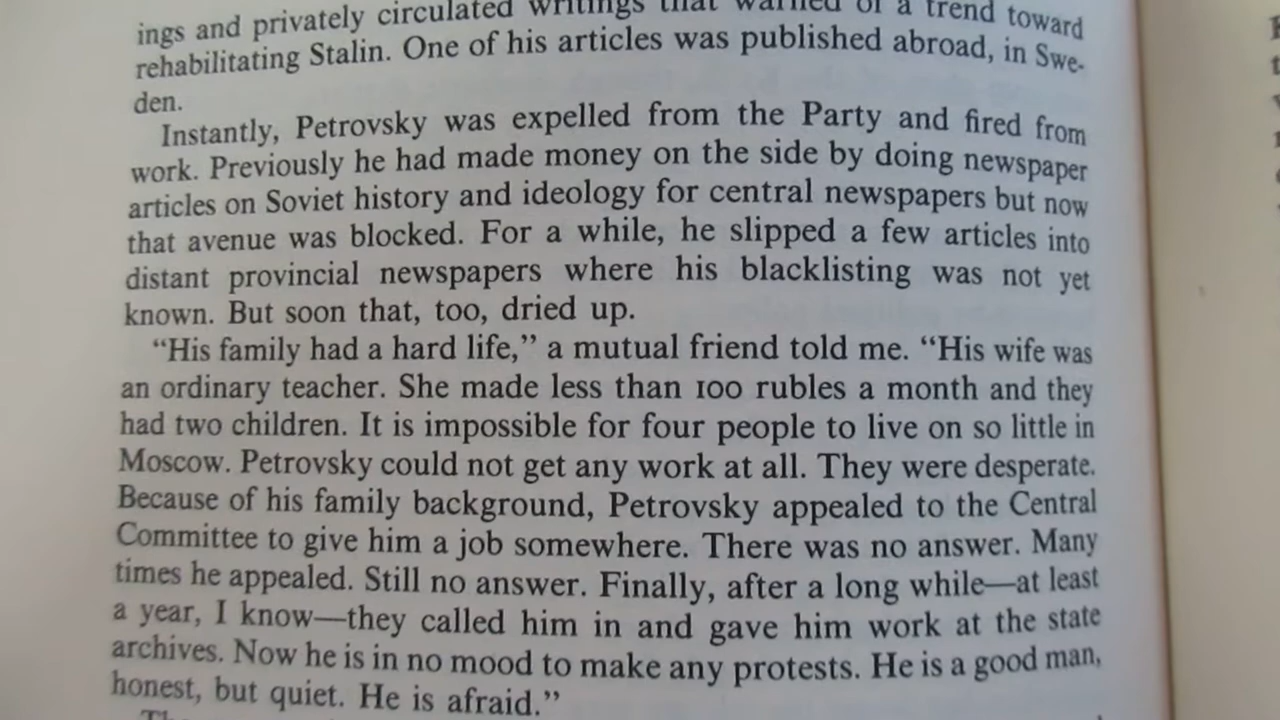 ings and privately circulated writings that warned of a trend toward
rehabilitating Stalin. One of his articles was published abroad, in Swe-
den.
Instantly, Petrovsky was expelled from the Party and fired from
work. Previously he had made money on the side by doing newspaper
articles on Soviet history and ideology for central newspapers but now
that avenue was blocked. For a while, he slipped a few articles into
distant provincial newspapers where his blacklisting was not yet
known. But soon that, too, dried up.
“His family had a hard life,” a mutual friend told me. “His wife was
an ordinary teacher. She made less than 100 rubles a month and they
had two children. It is impossible for four people to live on so little in
Moscow. Petrovsky could not get any work at all. They were desperate.
Because of his family background, Petrovsky appealed to the Central
Committee to give him a job somewhere. There was no answer. Many
times he appealed. Still no answer. Finally, after a long while—at least
a year, I know—they called him in and gave him work at the state
archives. Now he is in no mood to make any protests. He is a good man,
honest, but quiet. He is afraid.”